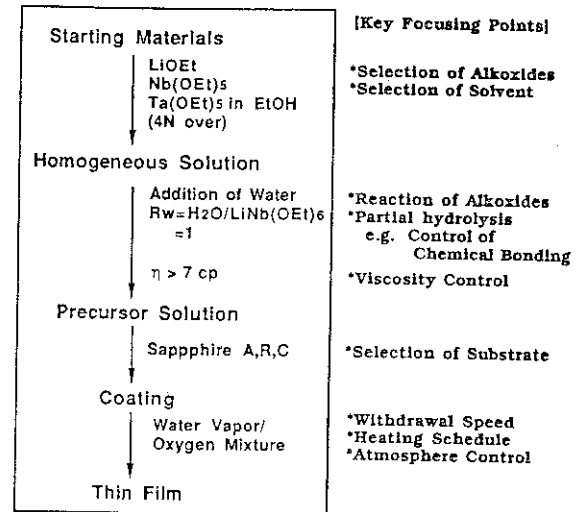 Starting Materials
LiOEt
Nb(OEt)5
Ta(OEt)5 in EtOH
(4N over)
Homogeneous Solution
Addition of Water
Rw=H2O/LiNb(OEt)6
=1
η > 7 cp
Precursor Solution
Sappphire A,R,C
Coating
Water Vapor/
Oxygen Mixture
Thin Film
[Key Focusing Points]
*Selection of Alkoxides
*Selection of Solvent
*Reaction of Alkoxides
*Partial hydrolysis
e.g. Control of
Chemical Bonding
*Viscosity Control
*Selection of Substrate
*Withdrawal Speed
*Heating Schedule
*Atmosphere Control